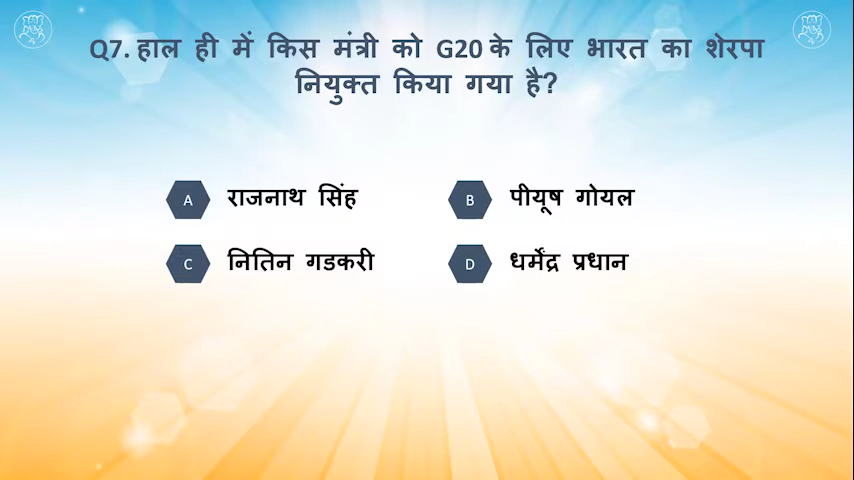 Q7. हाल ही में किस मंत्री को G20 के लिए भारत का शेरपा
नियुक्त किया गया है?
A राजनाथ सिंह
B पीयूष गोयल
C नितिन गडकरी
D धर्मेंद्र प्रधान